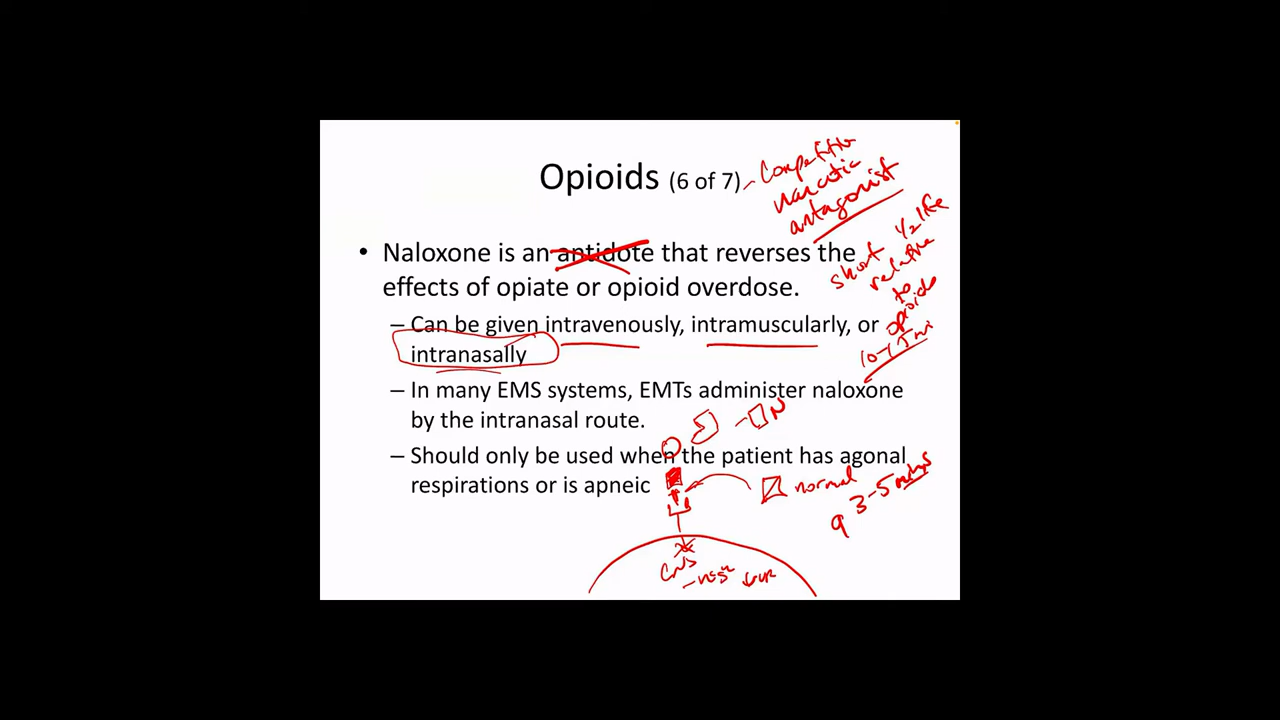 Opioids (6 of 7)
Competitive
narcotic
antagonist
• Naloxone is an antidote that reverses the
effects of opiate or opioid overdose.
short 1/2 life
relative
to
opioids
– Can be given intravenously, intramuscularly, or
intranasally
– In many EMS systems, EMTs administer naloxone
by the intranasal route.
N
– Should only be used when the patient has agonal
respirations or is apneic
normal
q 3-5
CNS